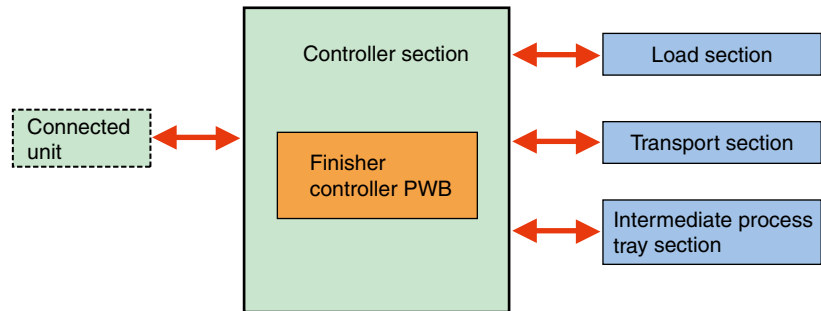 Controller section
Load section
Connected
unit
Finisher
controller PWB
Transport section
Intermediate process
tray section